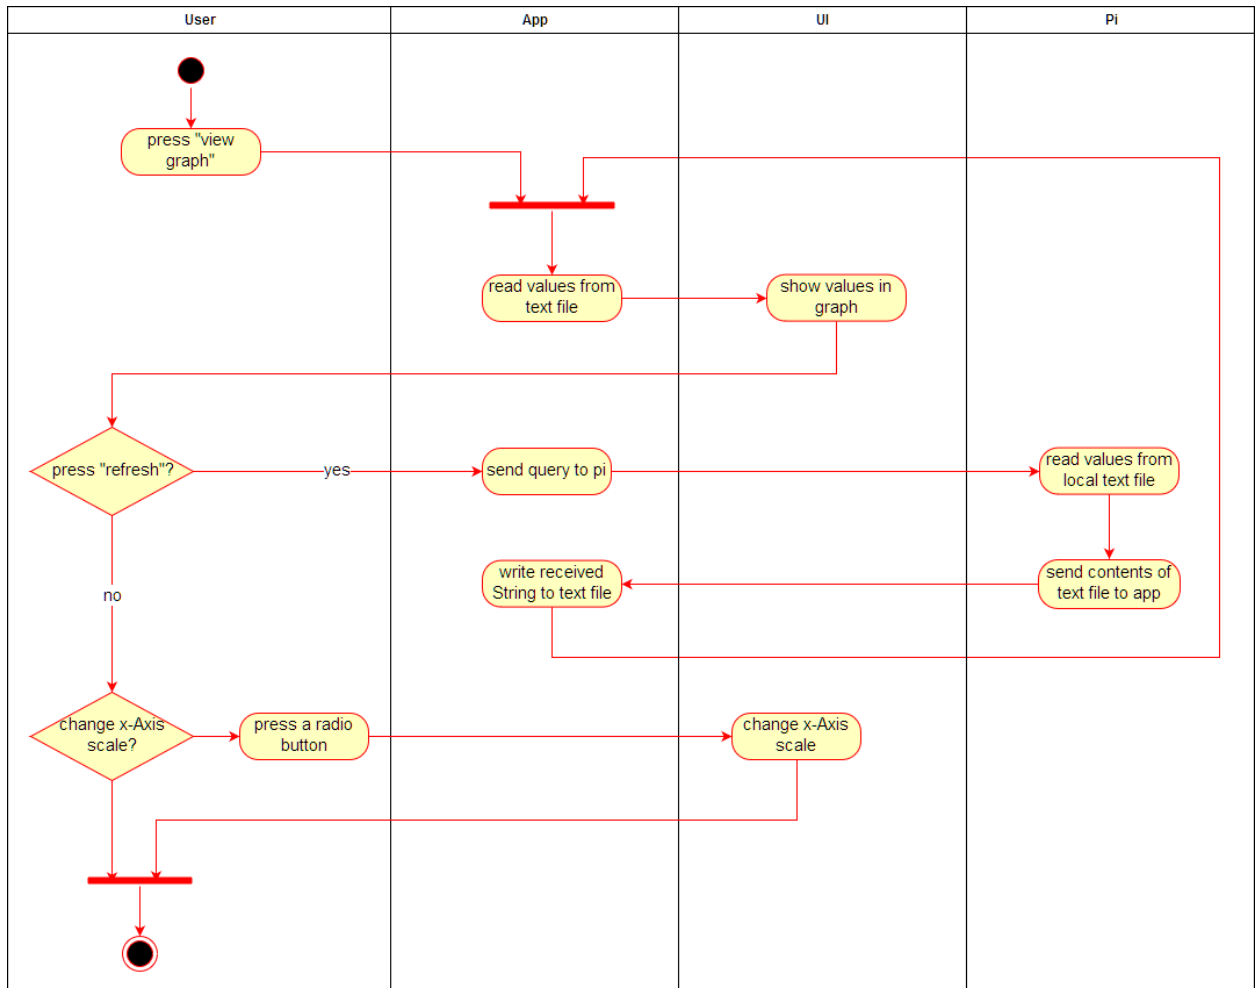 User
App
UI
Pi
press "view
graph"
read values from
text file
show values in
graph
press "refresh"?
yes
send query to pi
read values from
local text file
write received
String to text file
send contents of
text file to app
no
change x-Axis
scale?
press a radio
button
change x-Axis
scale